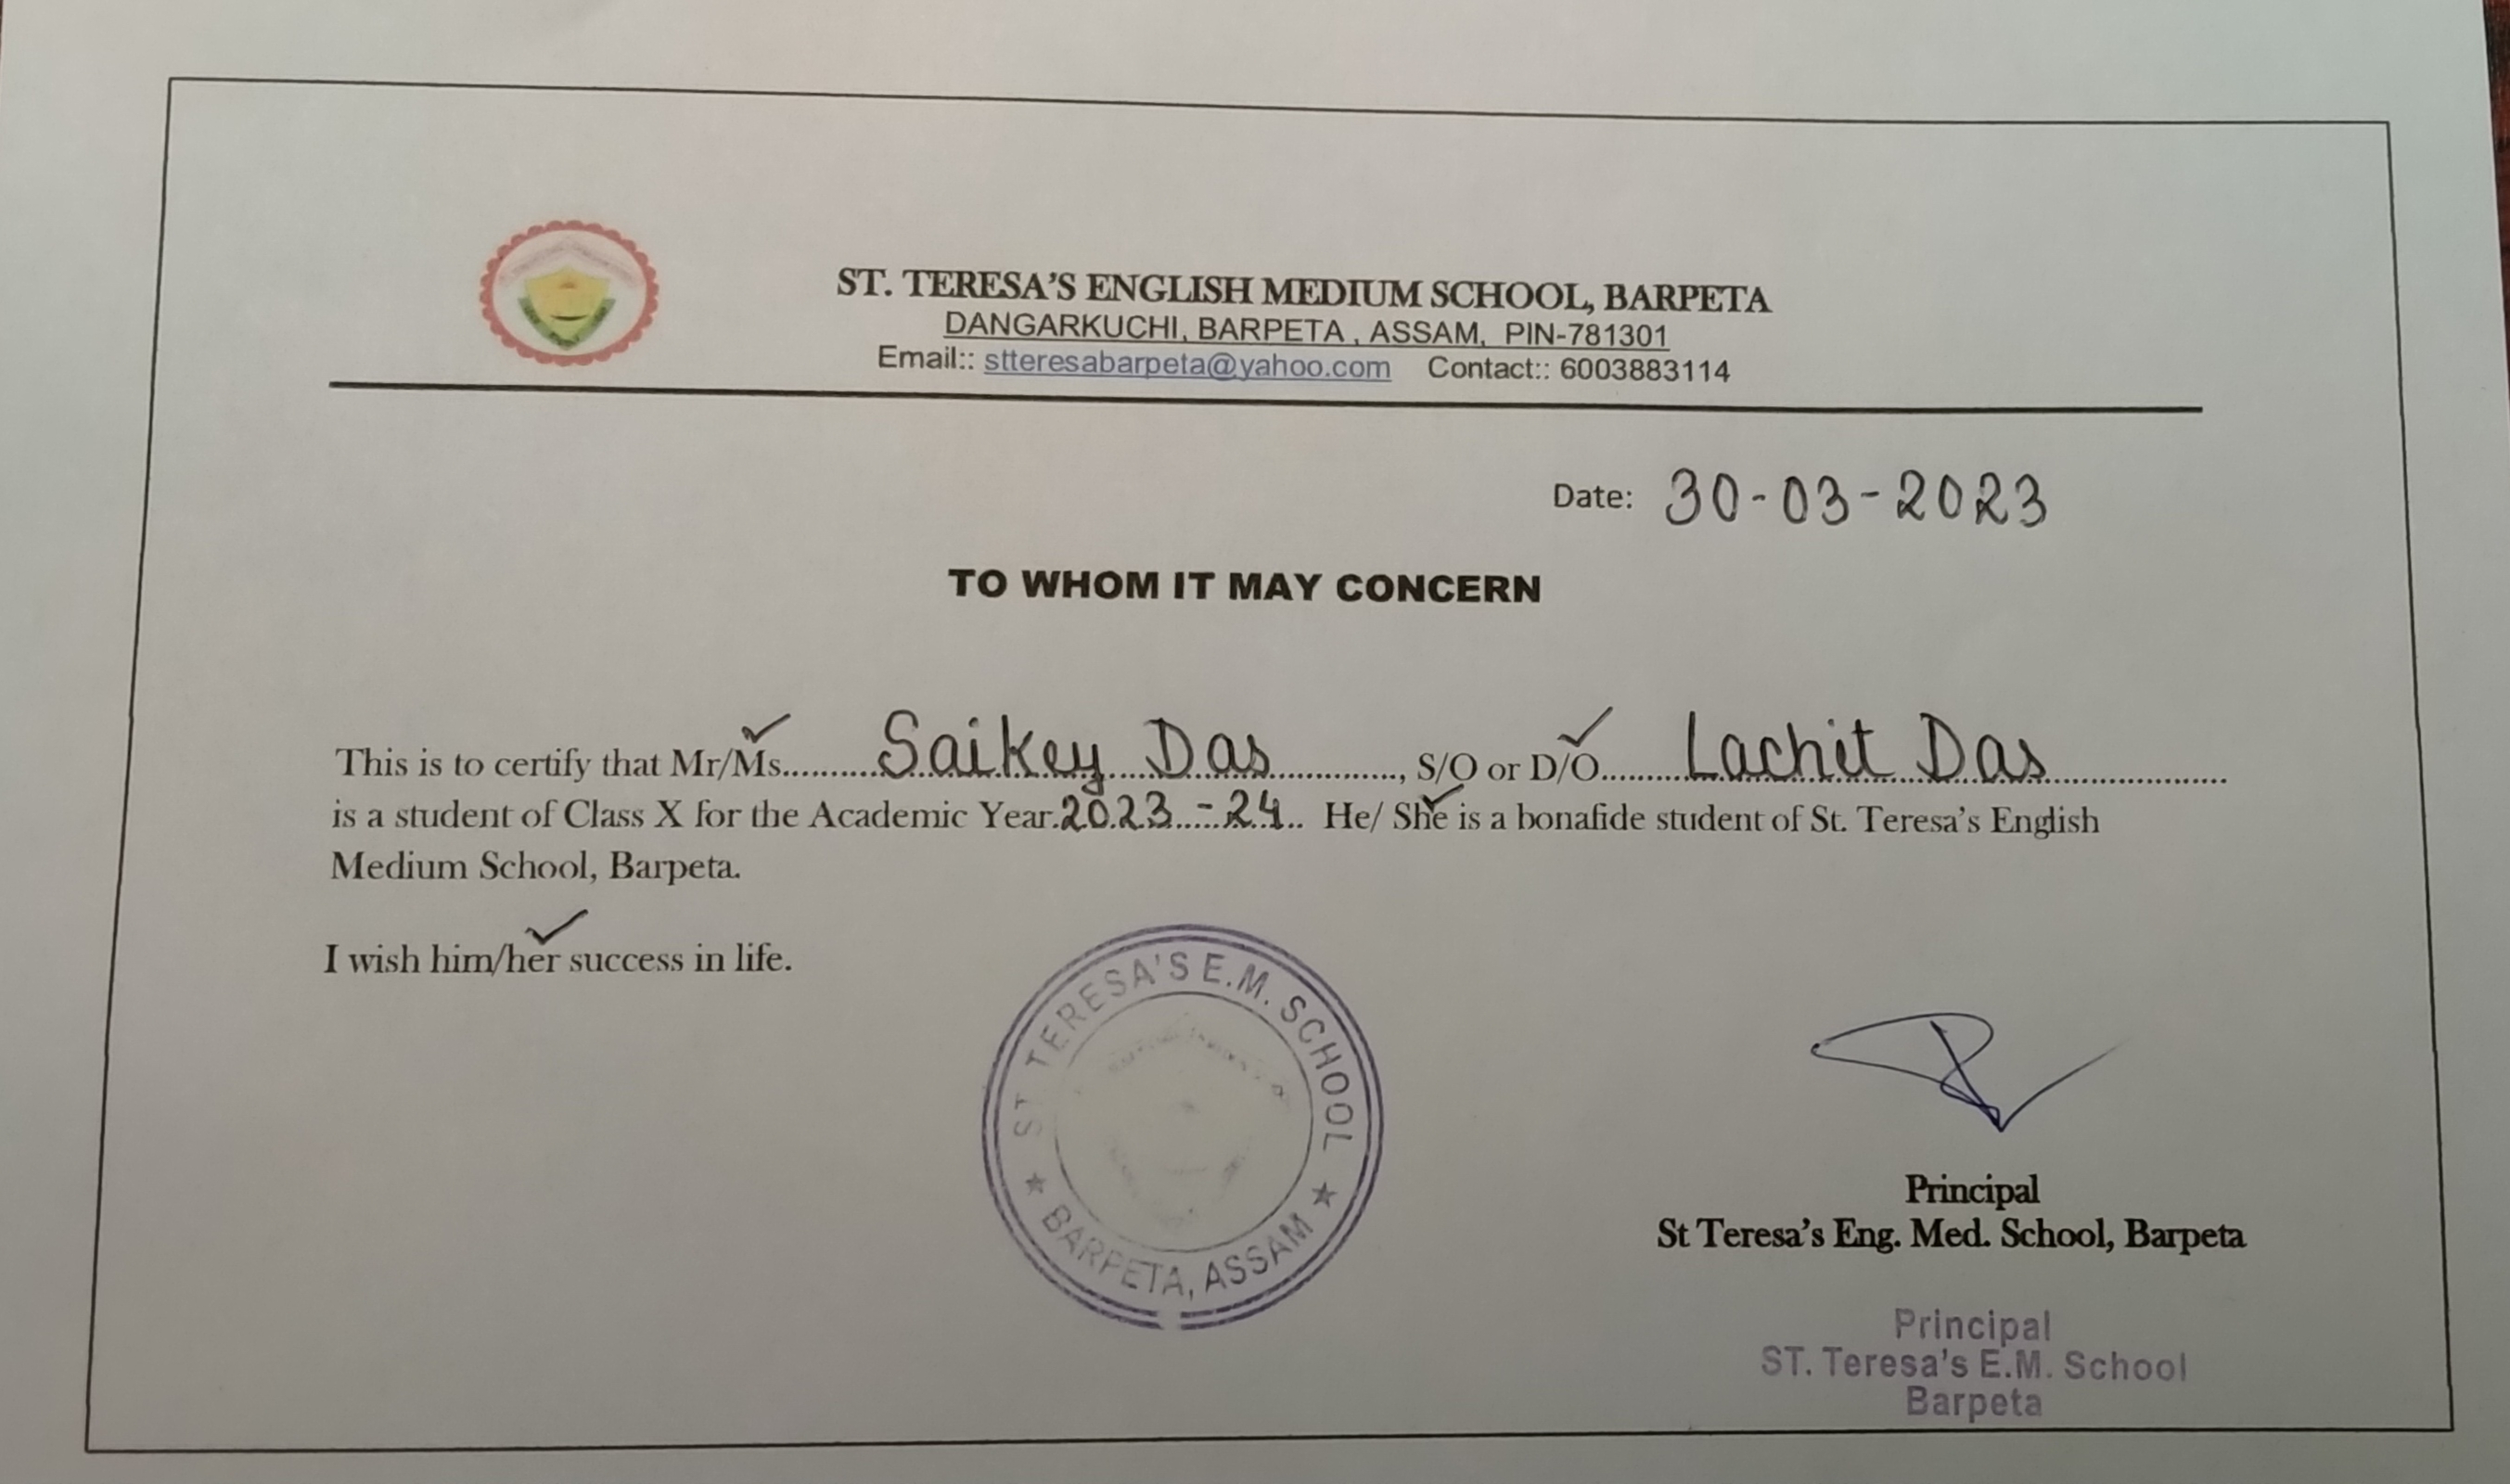 ST. TERESA'S ENGLISH MEDIUM SCHOOL, BARPETA
DANGARKUCHI, BARPETA , ASSAM, PIN-781301
Email:: stteresabarpeta@yahoo.com Contact:: 6003883114
Date: 30-03-2023
TO WHOM IT MAY CONCERN
This is to certify that Mr/Ms..........Saikey Das.............., S/O or D/O.........Lachit Das....................
is a student of Class X for the Academic Year.2023-24.. He/ She is a bonafide student of St. Teresa's English
Medium School, Barpeta.
I wish him/her success in life.
ST TERESA'S E.M. SCHOOL
★ BARPETA, ASSAM ★
Principal
St Teresa's Eng. Med. School, Barpeta
Principal
ST. Teresa's E.M. School
Barpeta